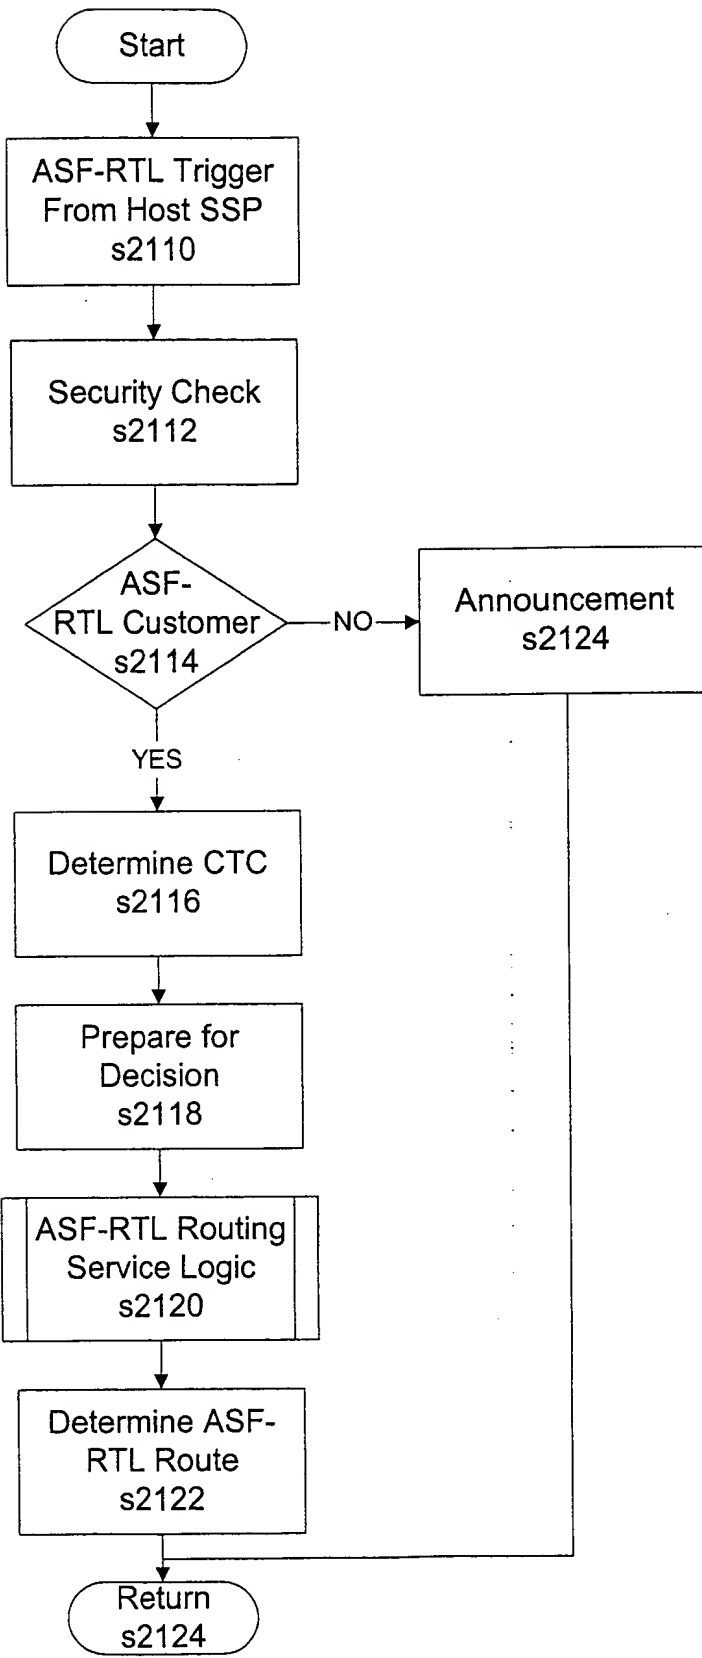 Start
ASF-RTL Trigger
From Host SSP
s2110
Security Check
s2112
ASF-
RTL Customer
s2114
NO
Announcement
s2124
YES
Determine CTC
s2116
Prepare for
Decision
s2118
ASF-RTL Routing
Service Logic
s2120
Determine ASF-
RTL Route
s2122
Return
s2124